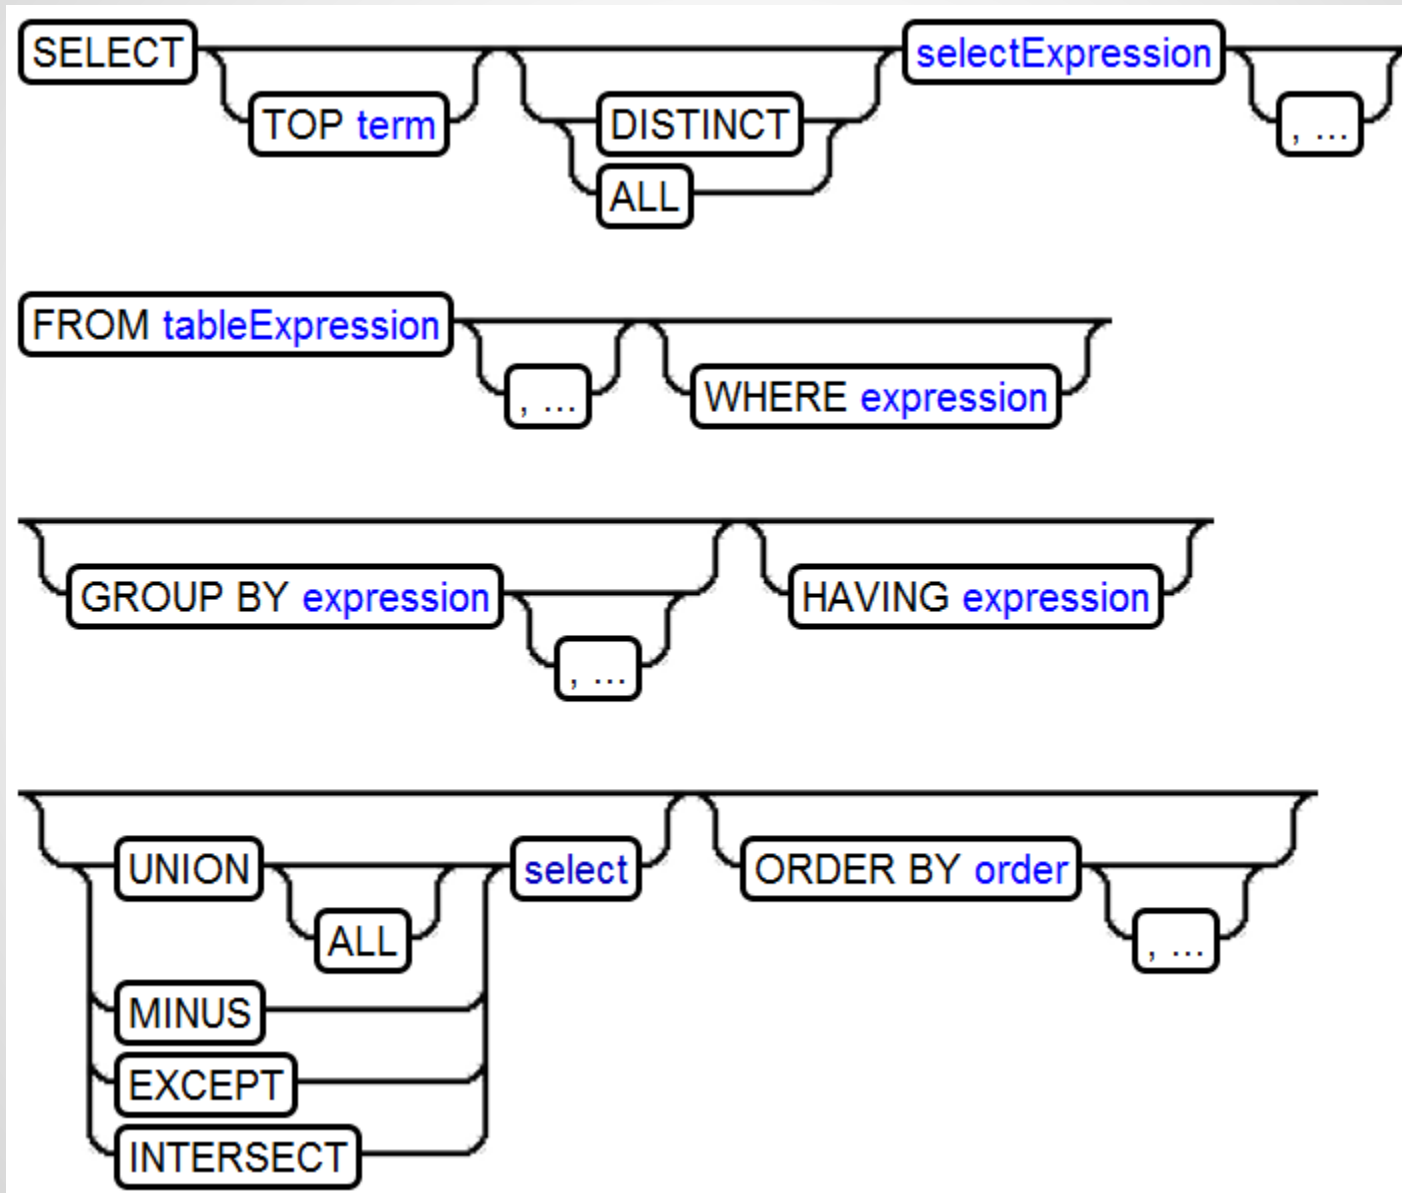 SELECT selectExpression
TOP term DISTINCT , ...
ALL
FROM tableExpression
, ... WHERE expression
GROUP BY expression HAVING expression
, ...
UNION select ORDER BY order
ALL , ...
MINUS
EXCEPT
INTERSECT